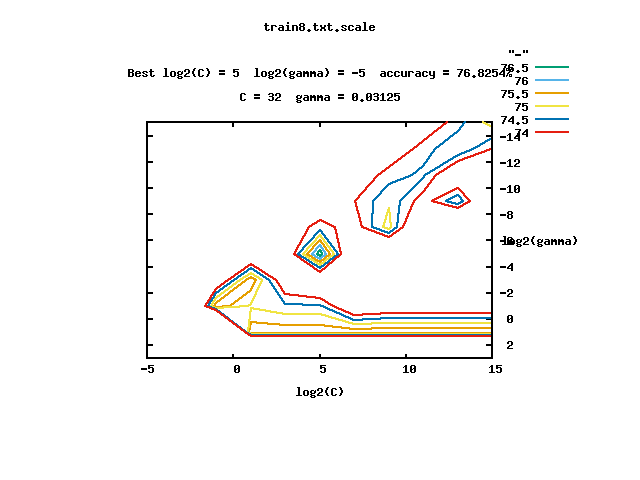 train8.txt.scale
"-"
Best log2(C) = 5  log2(gamma) = -5  accuracy = 76.8254%
C = 32  gamma = 0.03125
76.5
76
75.5
75
74.5
74
-14
-12
-10
-8
-6
log2(gamma)
-4
-2
0
2
-5 0 5 10 15
log2(C)